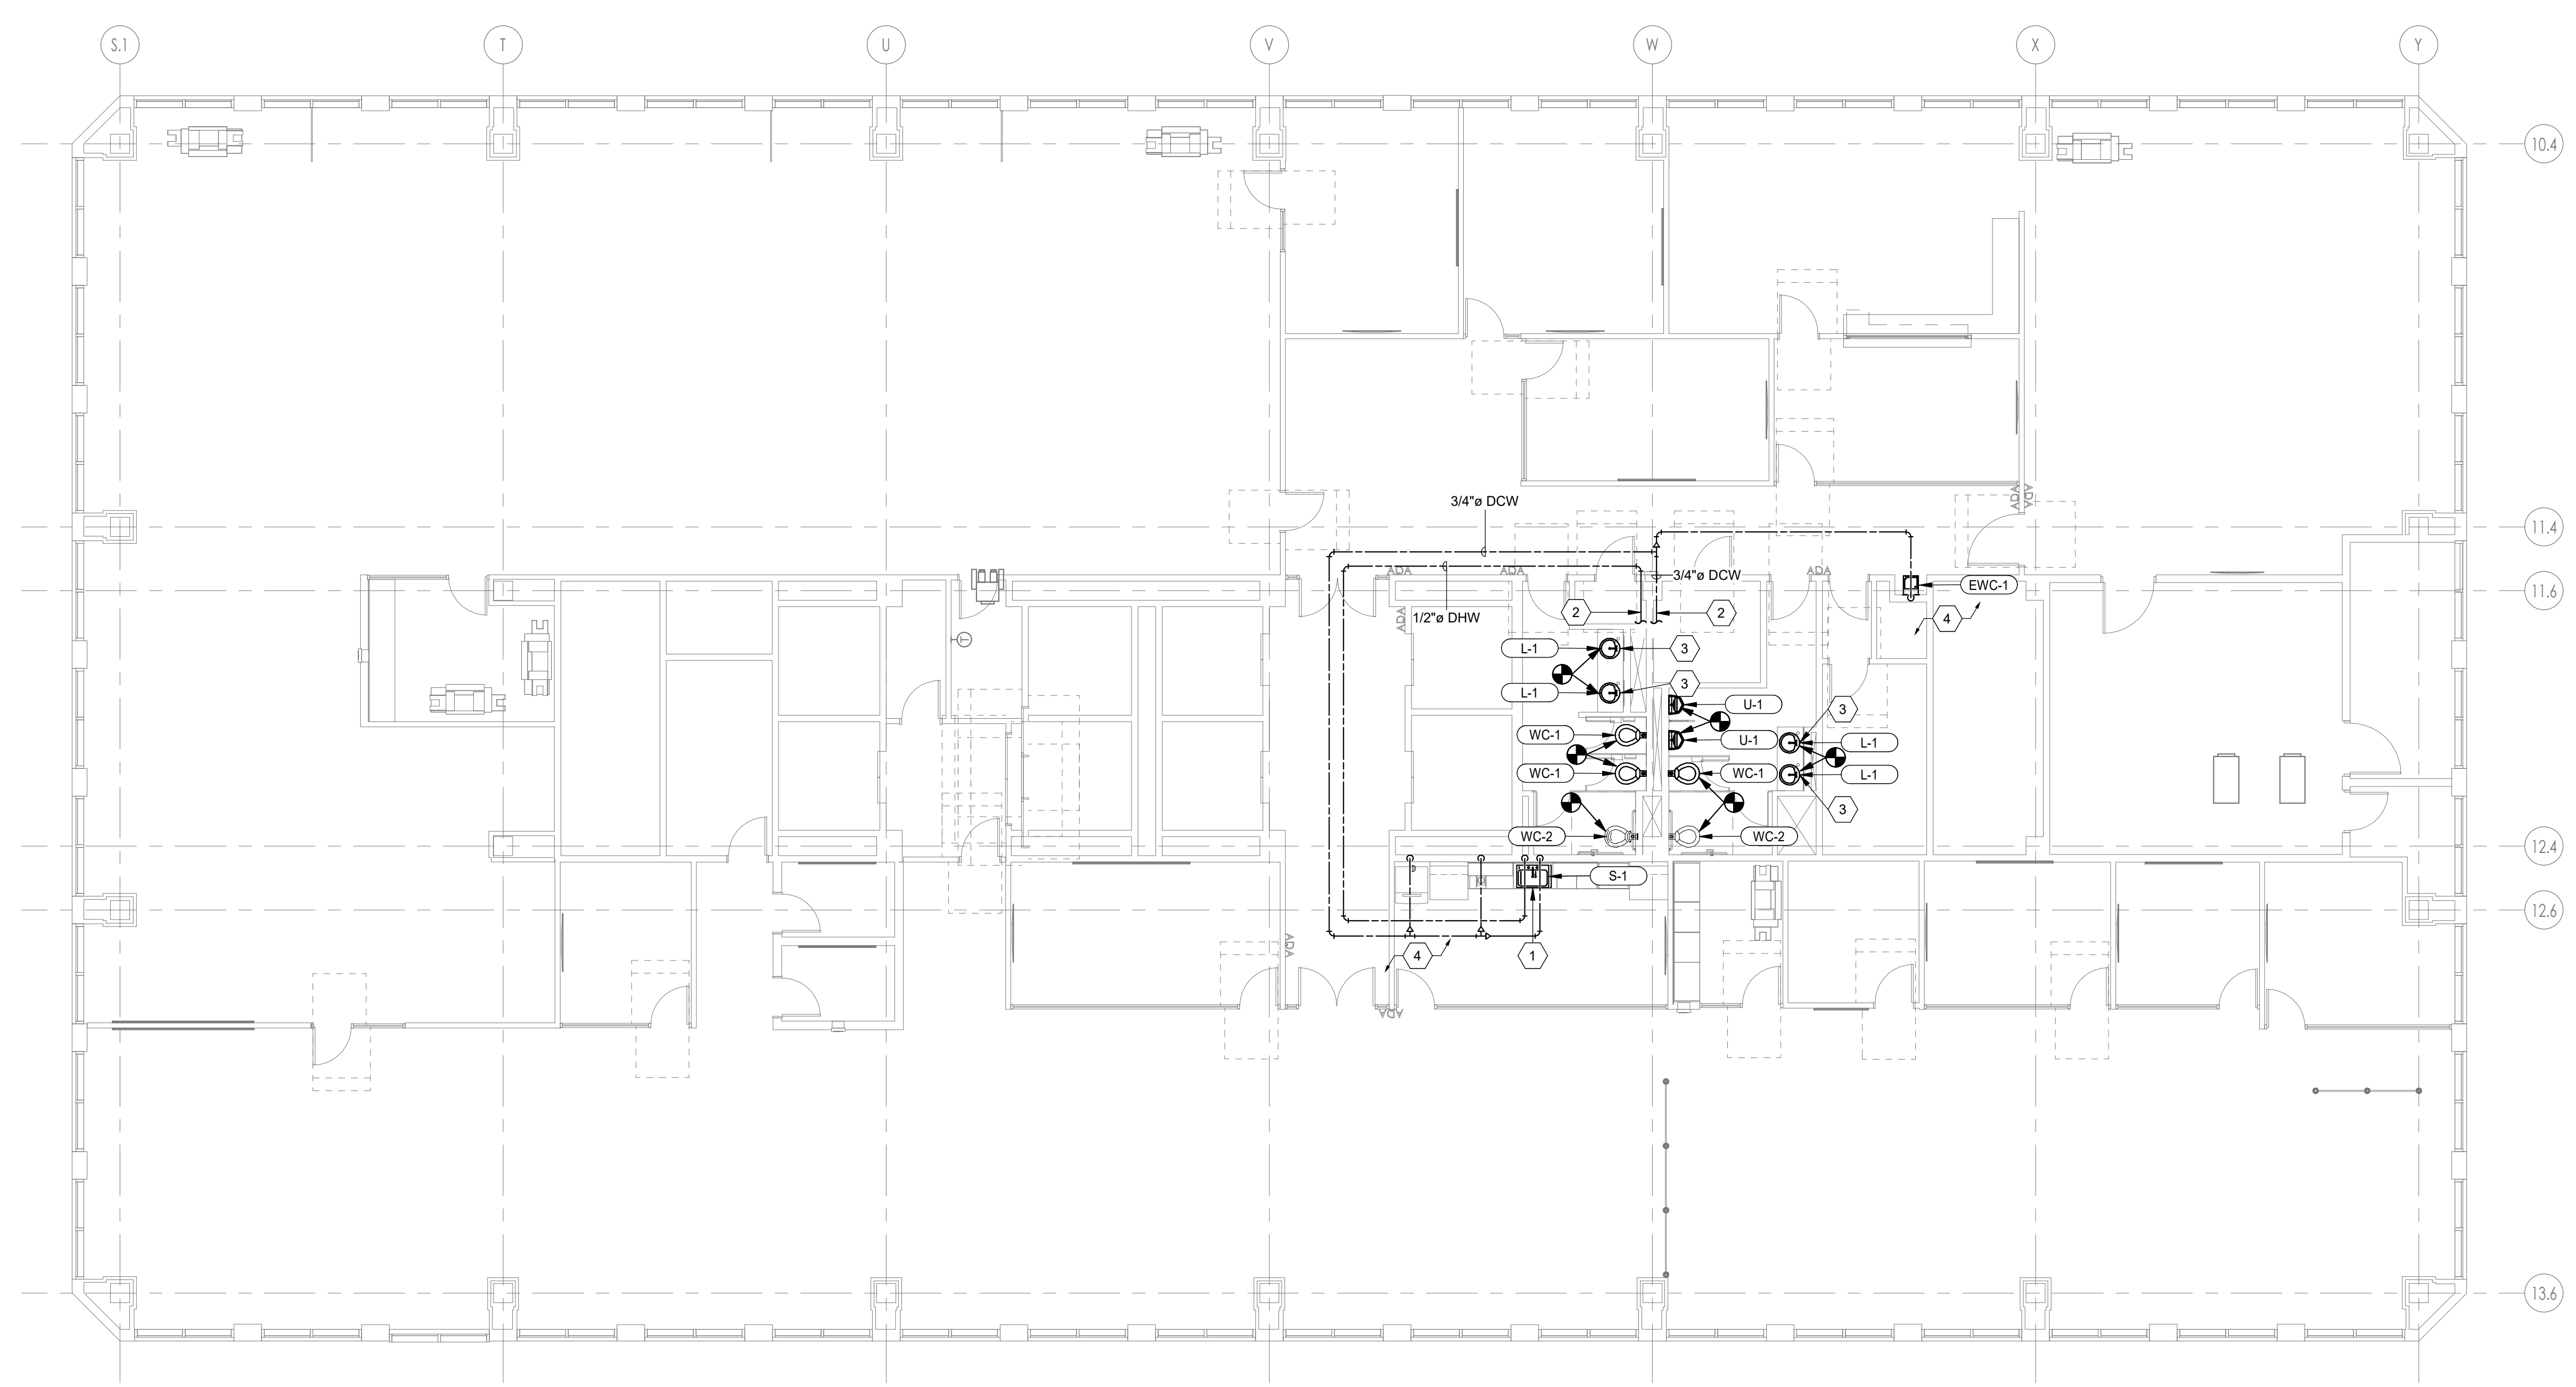 S.1
T
U
V
W
X
Y
10.4
ADA
ADA
3/4"ø DCW
11.4
ADA
ADA
ADA
3/4"ø DCW
EWC-1
11.6
1/2"ø DHW
2
2
4
ADA
T
L-1
3
L-1
3
U-1
3
WC-1
U-1
L-1
WC-1
WC-1
L-1
3
WC-2
WC-2
12.4
S-1
12.6
ADA
4
1
ADA
ADA
13.6